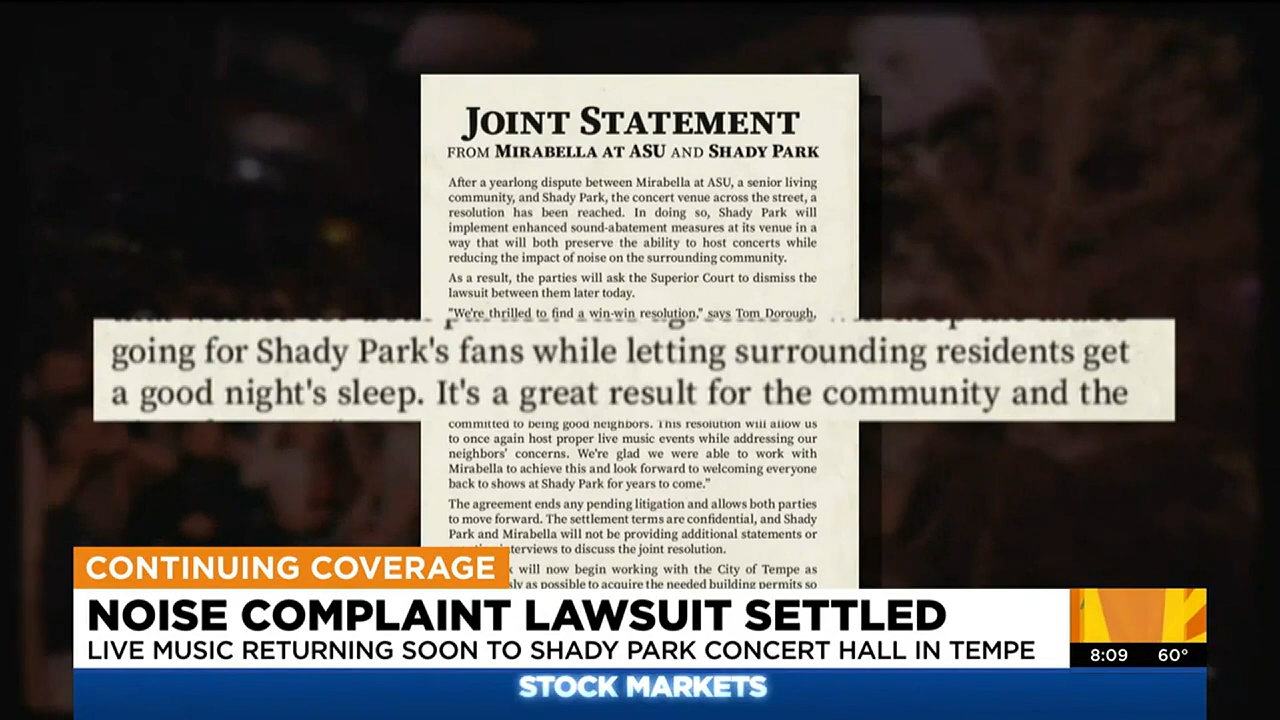 JOINT STATEMENT
FROM MIRABELLA AT ASU AND SHADY PARK
After a yearlong dispute between Mirabella at ASU, a senior living
community, and Shady Park, the concert venue across the street, a
resolution has been reached. In doing so, Shady Park will
implement enhanced sound-abatement measures at its venue in a
way that will both preserve the ability to host concerts while
reducing the impact of noise on the surrounding community.
As a result, the parties will ask the Superior Court to dismiss the
lawsuit between them later today.
"We're thrilled to find a win-win resolution," says Tom Dorough,
going for Shady Park's fans while letting surrounding residents get
a good night's sleep. It's a great result for the community and the
committed to being good neighbors. This resolution will allow us
to once again host proper live music events while addressing our
neighbors' concerns. We're glad we were able to work with
Mirabella to achieve this and look forward to welcoming everyone
back to shows at Shady Park for years to come."
The agreement ends any pending litigation and allows both parties
to move forward. The settlement terms are confidential, and Shady
Park and Mirabella will not be providing additional statements or
interviews to discuss the joint resolution.
will now begin working with the City of Tempe as
as possible to acquire the needed building permits so
CONTINUING COVERAGE
NOISE COMPLAINT LAWSUIT SETTLED
LIVE MUSIC RETURNING SOON TO SHADY PARK CONCERT HALL IN TEMPE
8:09 60°
STOCK MARKETS